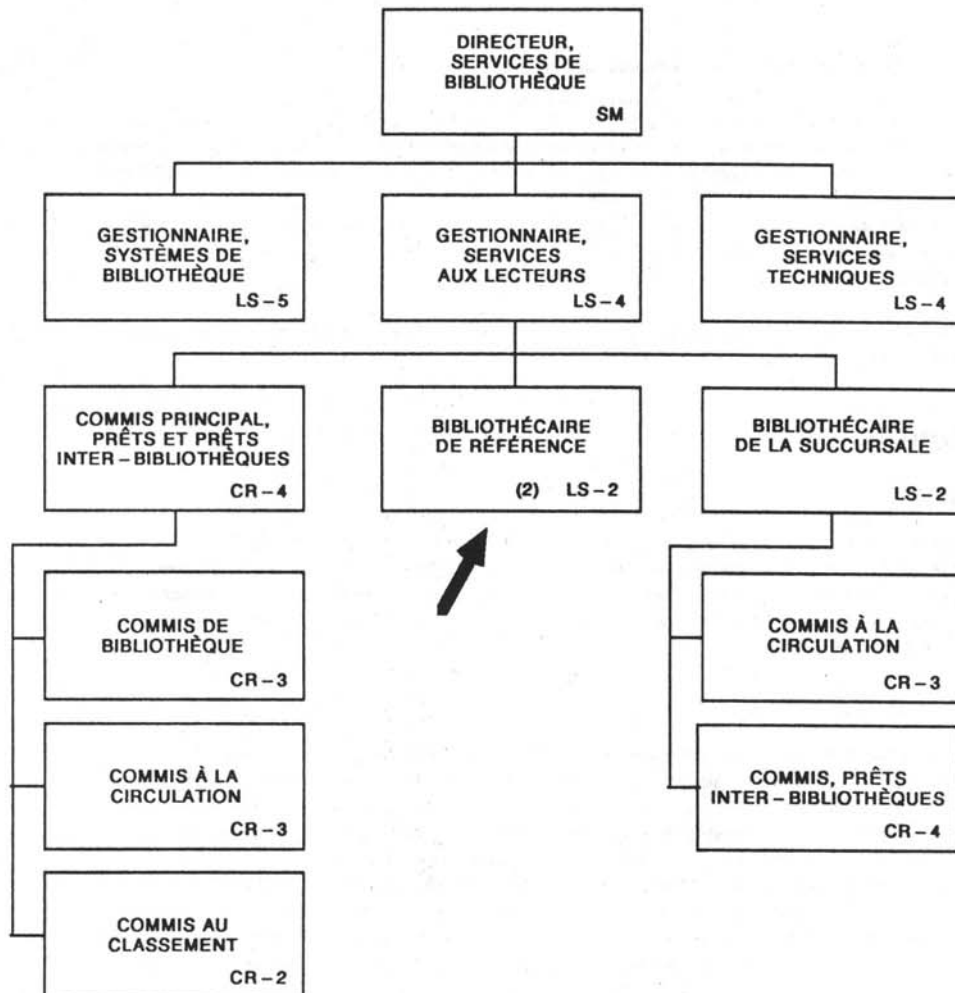 DIRECTEUR,
SERVICES DE
BIBLIOTHÈQUE
SM
GESTIONNAIRE,
SYSTÈMES DE
BIBLIOTHÈQUE
LS-5
GESTIONNAIRE,
SERVICES
AUX LECTEURS
LS-4
GESTIONNAIRE,
SERVICES
TECHNIQUES
LS-4
COMMIS PRINCIPAL,
PRÊTS ET PRÊTS
INTER-BIBLIOTHÈQUES
CR-4
BIBLIOTHÉCAIRE
DE RÉFÉRENCE
(2) LS-2
BIBLIOTHÉCAIRE
DE LA SUCCURSALE
LS-2
COMMIS DE
BIBLIOTHÈQUE
CR-3
COMMIS À LA
CIRCULATION
CR-3
COMMIS AU
CLASSEMENT
CR-2
COMMIS À LA
CIRCULATION
CR-3
COMMIS, PRÊTS
INTER-BIBLIOTHÈQUES
CR-4